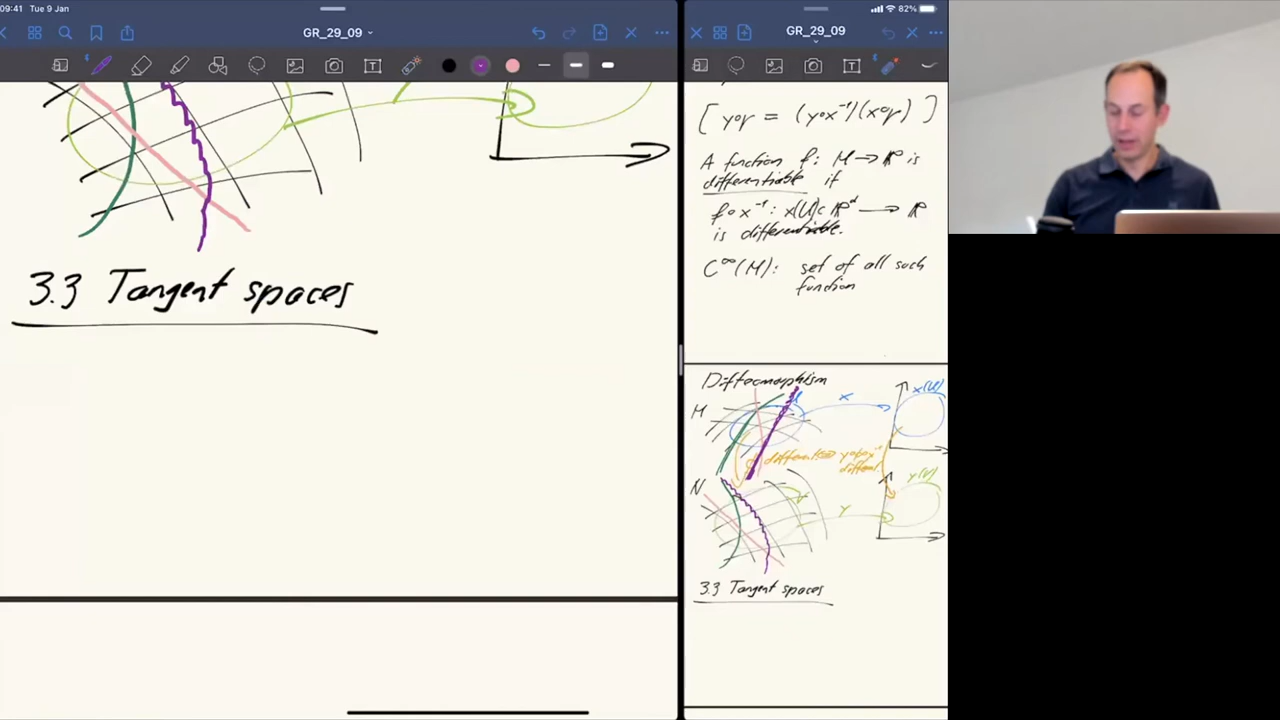 09:41 Tue 9 Jan
GR_29_09
3.3 Tangent spaces
82%
GR_29_09
[ y∘γ = (y∘x⁻¹)(x∘γ) ]
A function f: M → ℝ is
differentiable if
f∘x⁻¹: x(U) ⊂ ℝᵈ → ℝ
is differentiable.
C^∞(M): set of all such
function
Diffeomorphism
M
x
x(U)
N
y
y(V)
3.3 Tangent spaces